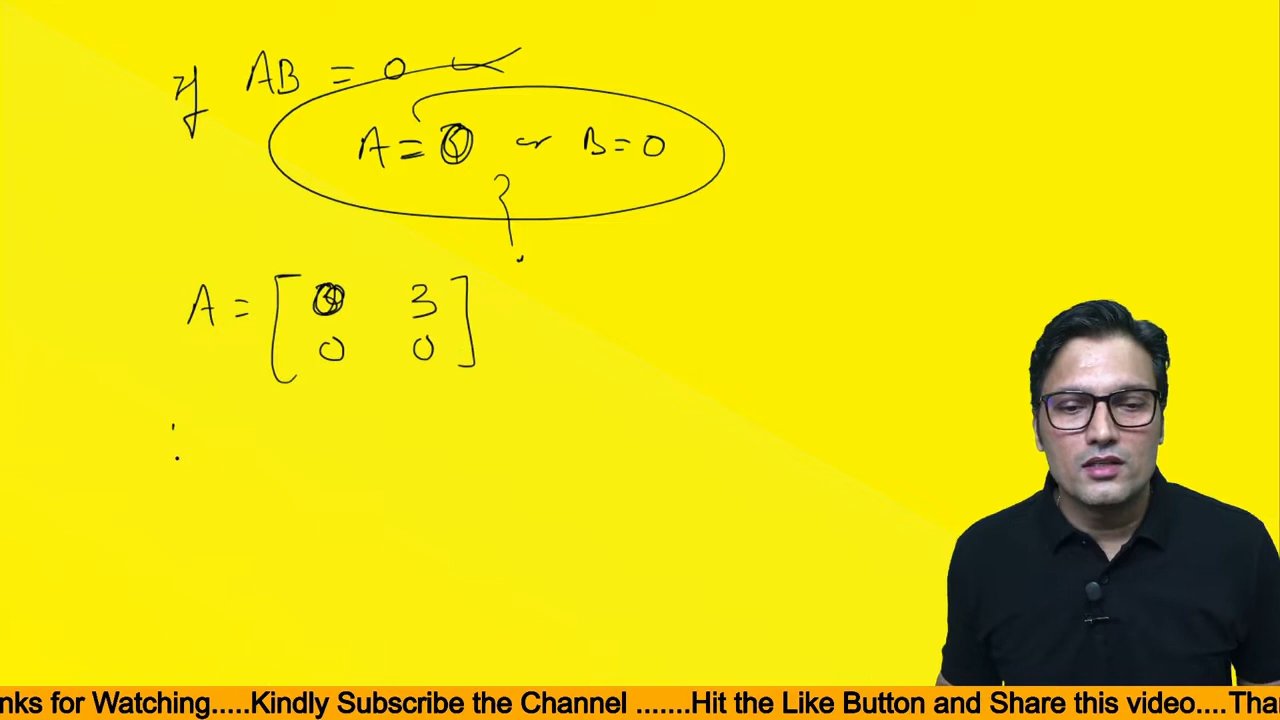 if AB = 0
A = 0 or B = 0
?
A = [ 0 3
0 0 ]
nks for Watching.....Kindly Subscribe the Channel .......Hit the Like Button and Share this video....Tha